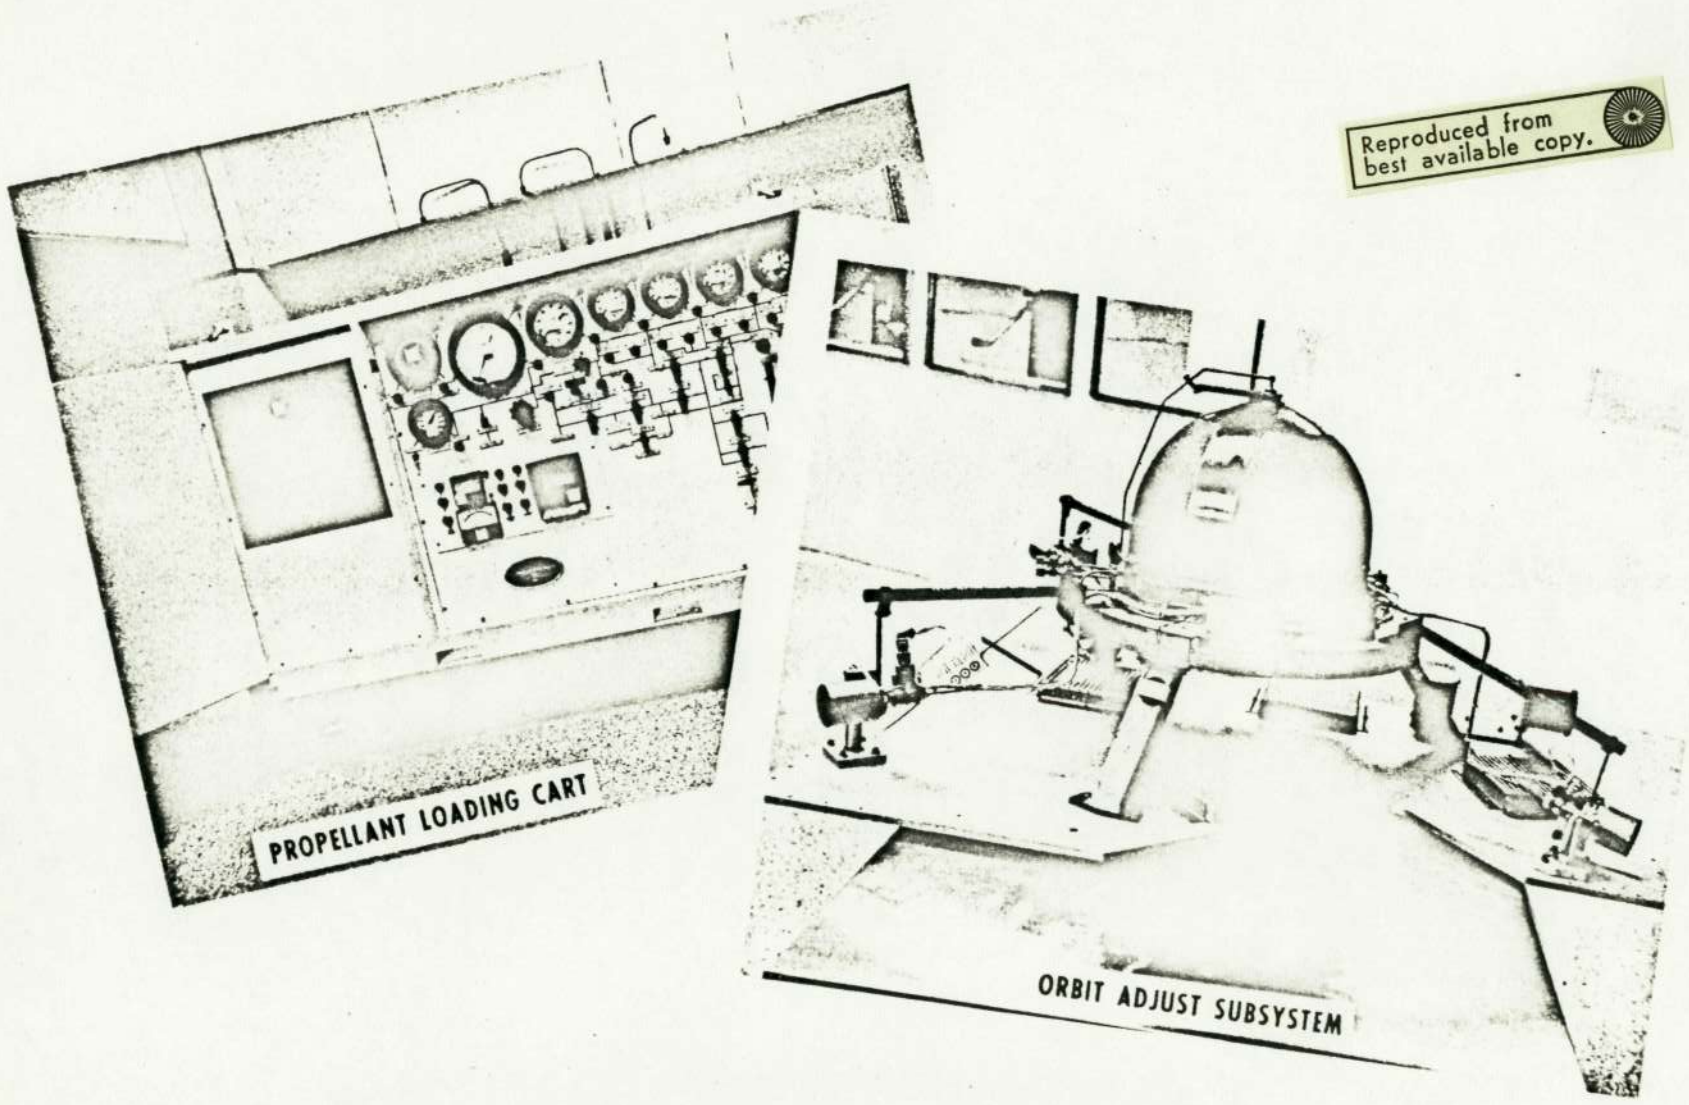 Reproduced from
best available copy.
PROPELLANT LOADING CART
ORBIT ADJUST SUBSYSTEM